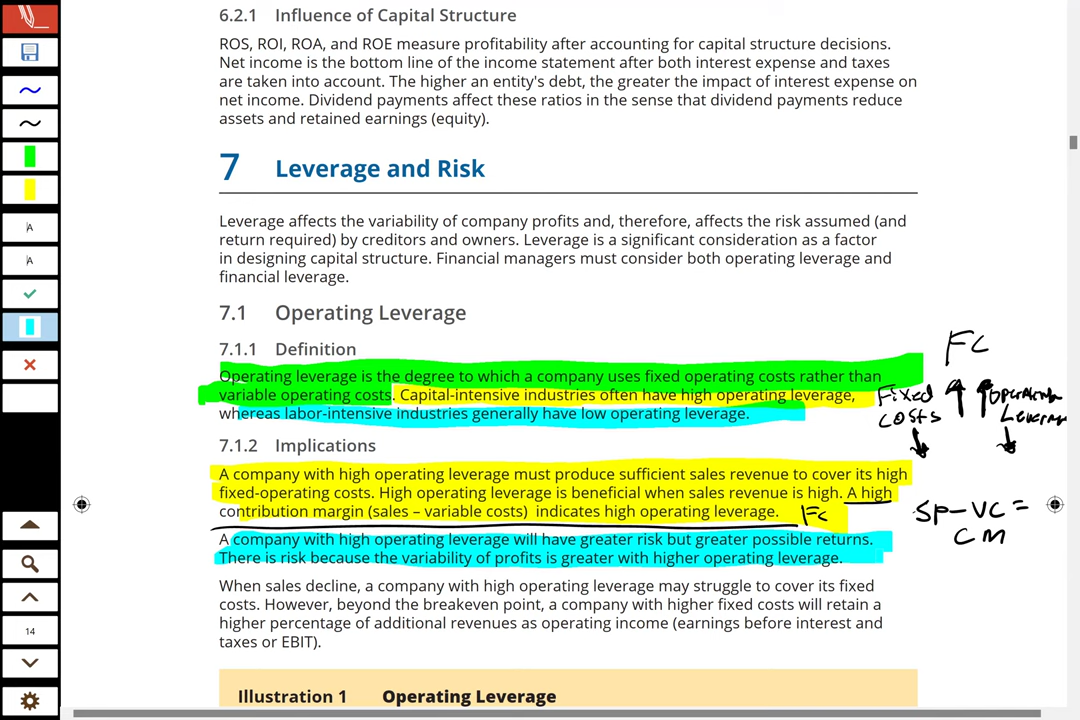 6.2.1 Influence of Capital Structure
ROS, ROI, ROA, and ROE measure profitability after accounting for capital structure decisions.
Net income is the bottom line of the income statement after both interest expense and taxes
are taken into account. The higher an entity's debt, the greater the impact of interest expense on
net income. Dividend payments affect these ratios in the sense that dividend payments reduce
assets and retained earnings (equity).
7 Leverage and Risk
Leverage affects the variability of company profits and, therefore, affects the risk assumed (and
return required) by creditors and owners. Leverage is a significant consideration as a factor
in designing capital structure. Financial managers must consider both operating leverage and
financial leverage.
7.1 Operating Leverage
7.1.1 Definition
Operating leverage is the degree to which a company uses fixed operating costs rather than
variable operating costs. Capital-intensive industries often have high operating leverage,
whereas labor-intensive industries generally have low operating leverage.
FC
Fixed
costs
Operating
Leverage
7.1.2 Implications
A company with high operating leverage must produce sufficient sales revenue to cover its high
fixed-operating costs. High operating leverage is beneficial when sales revenue is high. A high
contribution margin (sales – variable costs) indicates high operating leverage. FC
SP-VC=
CM
A company with high operating leverage will have greater risk but greater possible returns.
There is risk because the variability of profits is greater with higher operating leverage.
When sales decline, a company with high operating leverage may struggle to cover its fixed
costs. However, beyond the breakeven point, a company with higher fixed costs will retain a
higher percentage of additional revenues as operating income (earnings before interest and
taxes or EBIT).
Illustration 1 Operating Leverage
A
A
14